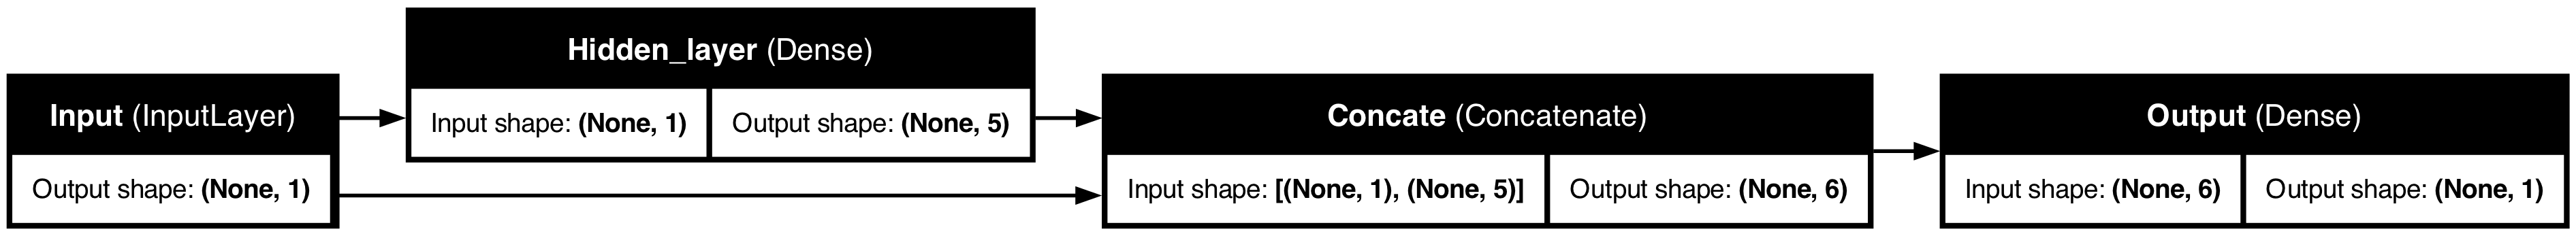 Input (InputLayer)
Output shape: (None, 1)
Hidden_layer (Dense)
Input shape: (None, 1)
Output shape: (None, 5)
Concate (Concatenate)
Input shape: [(None, 1), (None, 5)]
Output shape: (None, 6)
Output (Dense)
Input shape: (None, 6)
Output shape: (None, 1)